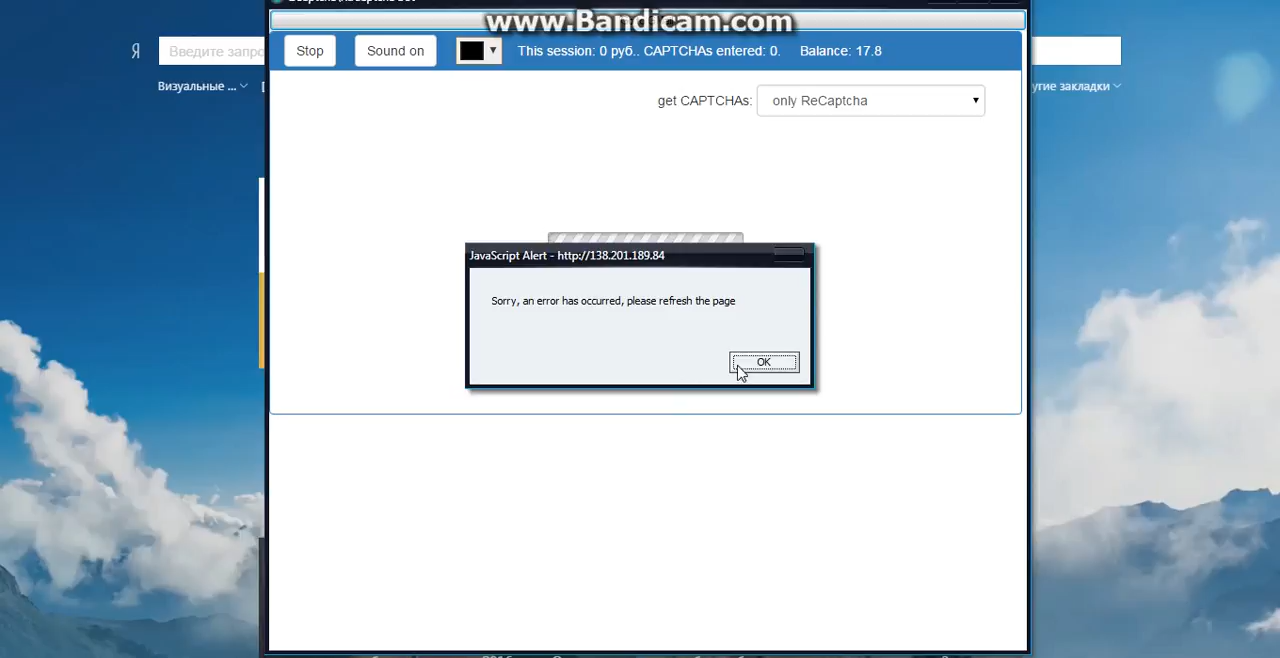 www.Bandicam.com
Я
Введите запро
Stop
Sound on
This session: 0 руб.. CAPTCHAs entered: 0.
Balance: 17.8
Визуальные ...
угие закладки
get CAPTCHAs:
only ReCaptcha
JavaScript Alert - http://138.201.189.84
Sorry, an error has occurred, please refresh the page
OK